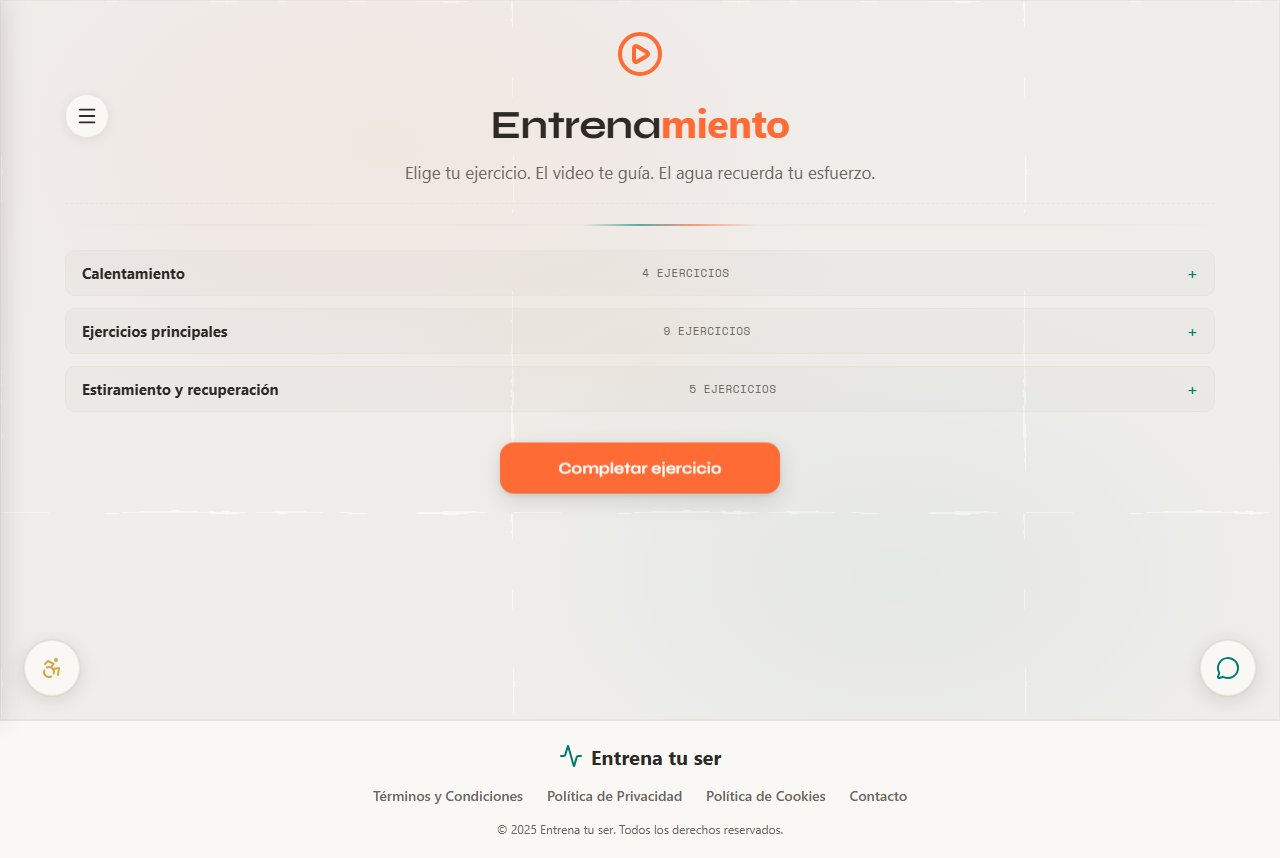 Entrenamiento
Elige tu ejercicio. El video te guía. El agua recuerda tu esfuerzo.
Calentamiento 4 EJERCICIOS +
Ejercicios principales 9 EJERCICIOS +
Estiramiento y recuperación 5 EJERCICIOS +
Completar ejercicio
Entrena tu ser
Términos y Condiciones Política de Privacidad Política de Cookies Contacto
© 2025 Entrena tu ser. Todos los derechos reservados.